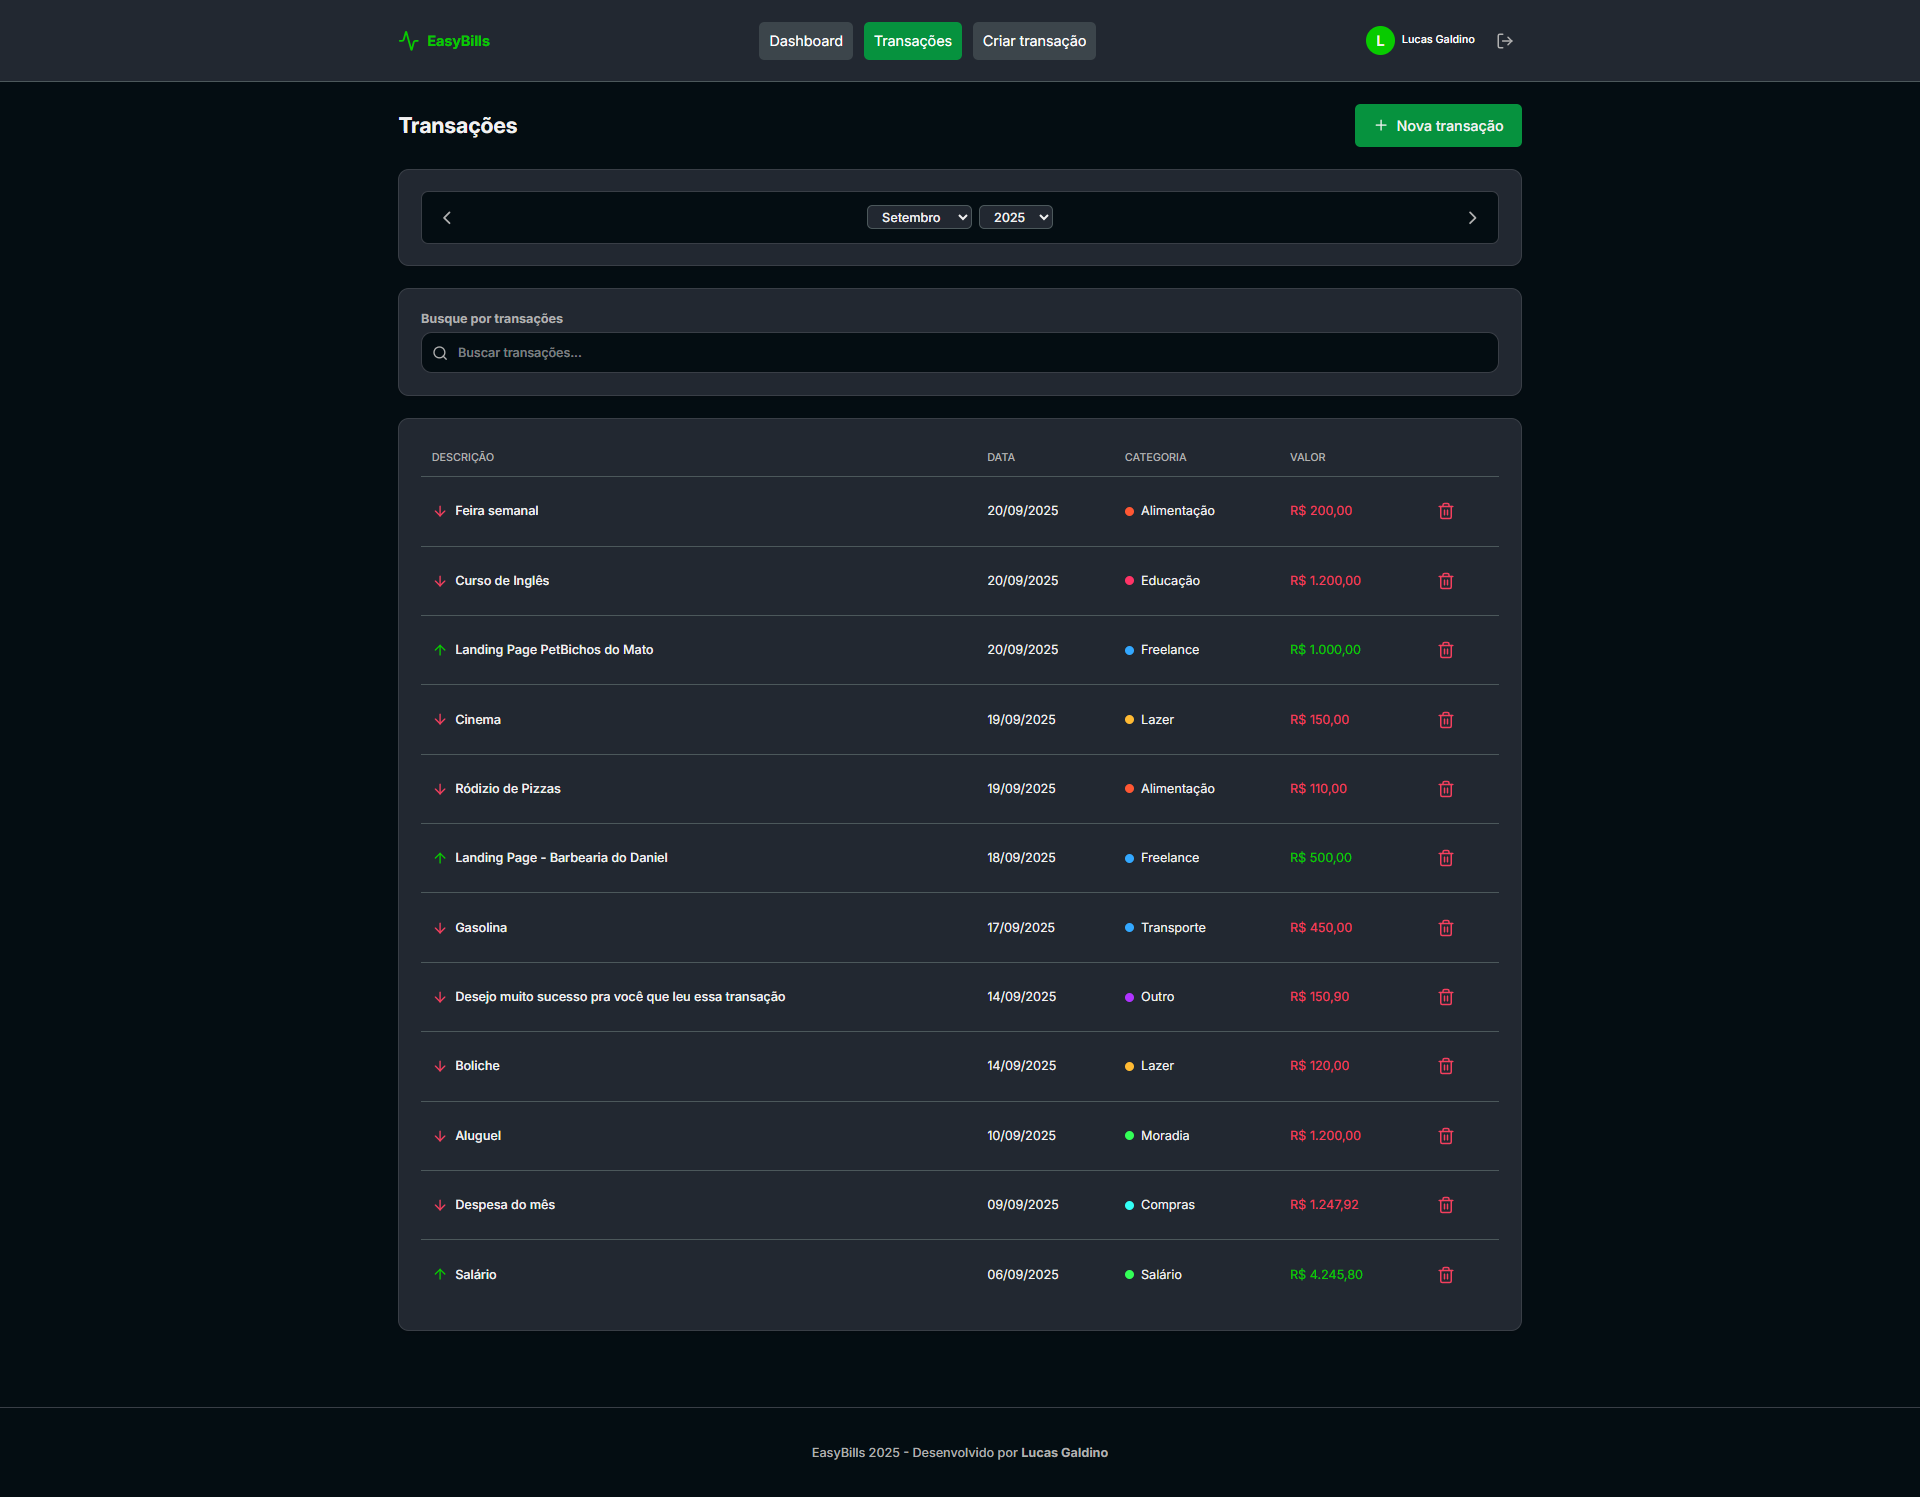 EasyBills
Dashboard Transações Criar transação
L Lucas Galdino
Transações
+ Nova transação
Setembro 2025
Busque por transações
Buscar transações...
DESCRIÇÃO DATA CATEGORIA VALOR
Feira semanal 20/09/2025 Alimentação R$ 200,00
Curso de Inglês 20/09/2025 Educação R$ 1.200,00
Landing Page PetBichos do Mato 20/09/2025 Freelance R$ 1.000,00
Cinema 19/09/2025 Lazer R$ 150,00
Ródizio de Pizzas 19/09/2025 Alimentação R$ 110,00
Landing Page - Barbearia do Daniel 18/09/2025 Freelance R$ 500,00
Gasolina 17/09/2025 Transporte R$ 450,00
Desejo muito sucesso pra você que leu essa transação 14/09/2025 Outro R$ 150,90
Boliche 14/09/2025 Lazer R$ 120,00
Aluguel 10/09/2025 Moradia R$ 1.200,00
Despesa do mês 09/09/2025 Compras R$ 1.247,92
Salário 06/09/2025 Salário R$ 4.245,80
EasyBills 2025 - Desenvolvido por Lucas Galdino